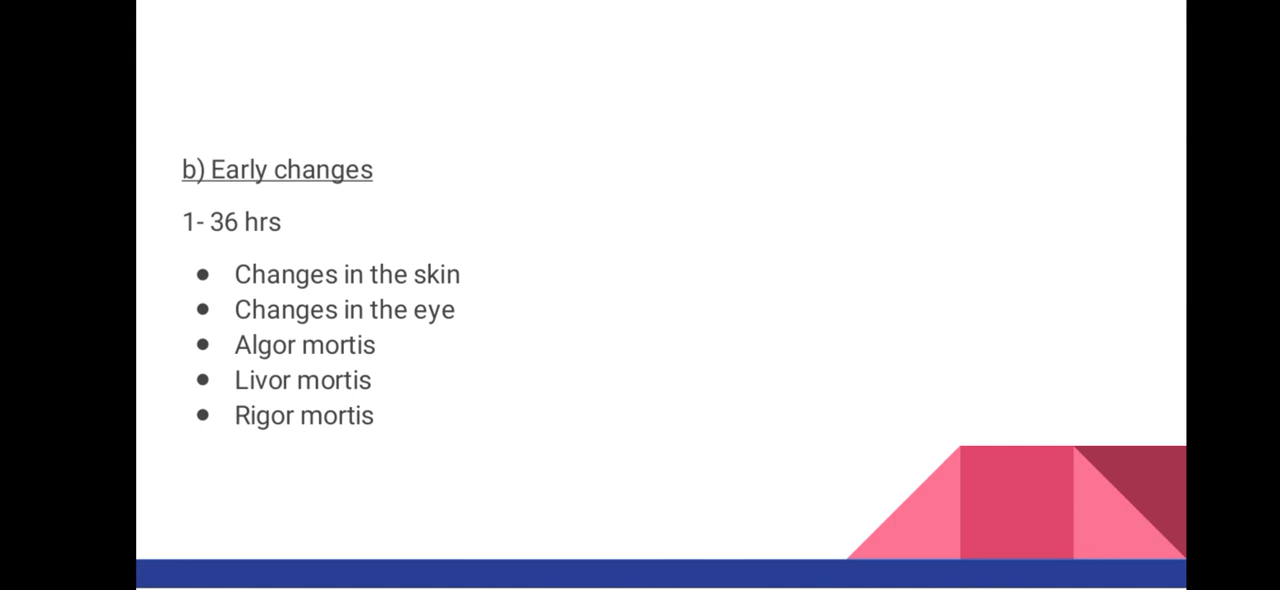 b) Early changes
1- 36 hrs
● Changes in the skin
● Changes in the eye
● Algor mortis
● Livor mortis
● Rigor mortis